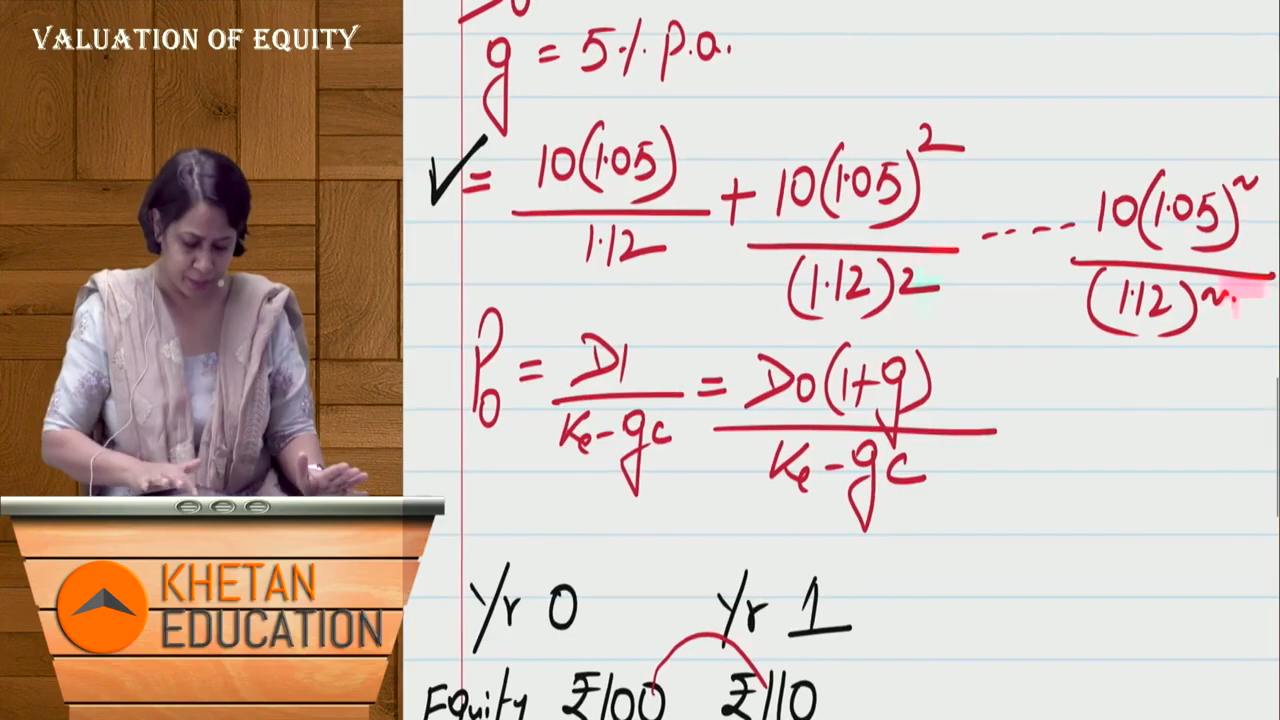 VALUATION OF EQUITY
g = 5 % p.a.
= 10(1.05) / 1.12 + 10(1.05)^2 / (1.12)^2 ---- 10(1.05)^~ / (1.12)^~
P0 = D1 / Ke - gc = D0 (1+g) / Ke - gc
Yr 0 Yr 1
Equity ₹100 ₹110
KHETAN
EDUCATION